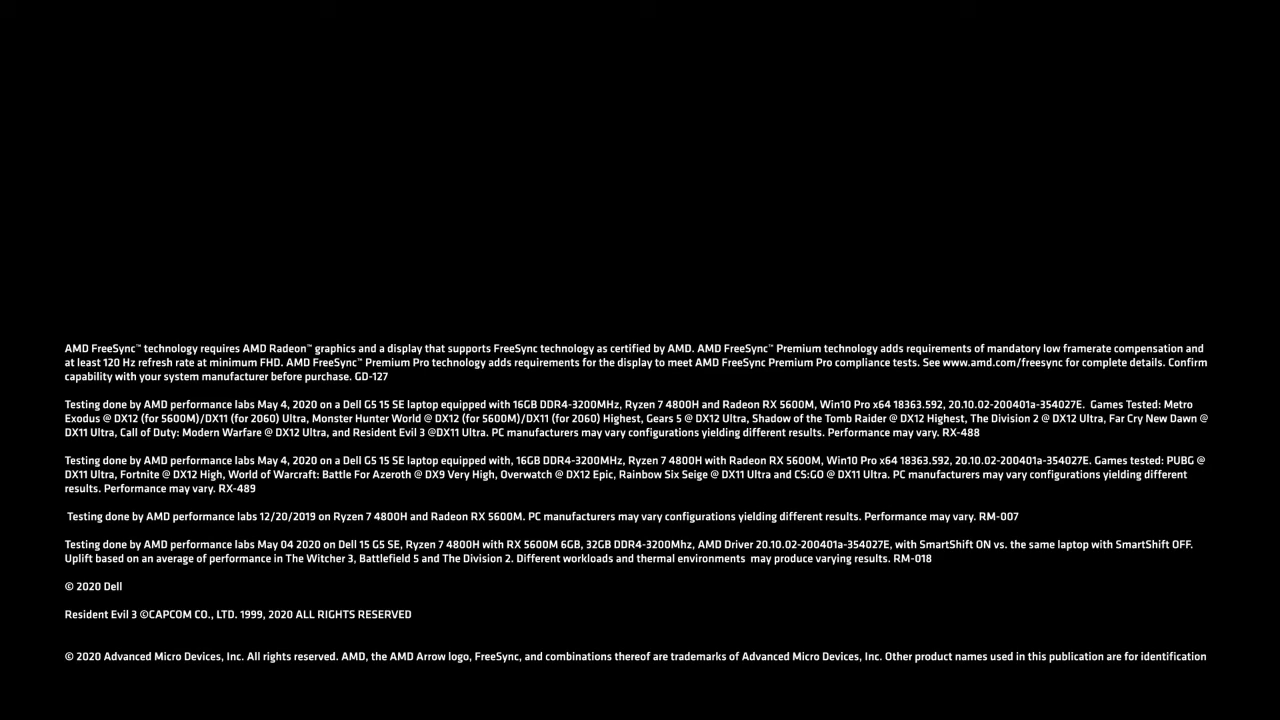 AMD FreeSync™ technology requires AMD Radeon™ graphics and a display that supports FreeSync technology as certified by AMD. AMD FreeSync™ Premium technology adds requirements of mandatory low framerate compensation and
at least 120 Hz refresh rate at minimum FHD. AMD FreeSync™ Premium Pro technology adds requirements for the display to meet AMD FreeSync Premium Pro compliance tests. See www.amd.com/freesync for complete details. Confirm
capability with your system manufacturer before purchase. GD-127
Testing done by AMD performance labs May 4, 2020 on a Dell G5 15 SE laptop equipped with 16GB DDR4-3200MHz, Ryzen 7 4800H and Radeon RX 5600M, Win10 Pro x64 18363.592, 20.10.02-200401a-354027E.  Games Tested: Metro
Exodus @ DX12 (for 5600M)/DX11 (for 2060) Ultra, Monster Hunter World @ DX12 (for 5600M)/DX11 (for 2060) Highest, Gears 5 @ DX12 Ultra, Shadow of the Tomb Raider @ DX12 Highest, The Division 2 @ DX12 Ultra, Far Cry New Dawn @
DX11 Ultra, Call of Duty: Modern Warfare @ DX12 Ultra, and Resident Evil 3 @DX11 Ultra. PC manufacturers may vary configurations yielding different results. Performance may vary. RX-488
Testing done by AMD performance labs May 4, 2020 on a Dell G5 15 SE laptop equipped with, 16GB DDR4-3200MHz, Ryzen 7 4800H with Radeon RX 5600M, Win10 Pro x64 18363.592, 20.10.02-200401a-354027E. Games tested: PUBG @
DX11 Ultra, Fortnite @ DX12 High, World of Warcraft: Battle For Azeroth @ DX9 Very High, Overwatch @ DX12 Epic, Rainbow Six Seige @ DX11 Ultra and CS:GO @ DX11 Ultra. PC manufacturers may vary configurations yielding different
results. Performance may vary. RX-489
Testing done by AMD performance labs 12/20/2019 on Ryzen 7 4800H and Radeon RX 5600M. PC manufacturers may vary configurations yielding different results. Performance may vary. RM-007
Testing done by AMD performance labs May 04 2020 on Dell 15 G5 SE, Ryzen 7 4800H with RX 5600M 6GB, 32GB DDR4-3200Mhz, AMD Driver 20.10.02-200401a-354027E, with SmartShift ON vs. the same laptop with SmartShift OFF.
Uplift based on an average of performance in The Witcher 3, Battlefield 5 and The Division 2. Different workloads and thermal environments  may produce varying results. RM-018
© 2020 Dell
Resident Evil 3 ©CAPCOM CO., LTD. 1999, 2020 ALL RIGHTS RESERVED
© 2020 Advanced Micro Devices, Inc. All rights reserved. AMD, the AMD Arrow logo, FreeSync, and combinations thereof are trademarks of Advanced Micro Devices, Inc. Other product names used in this publication are for identification